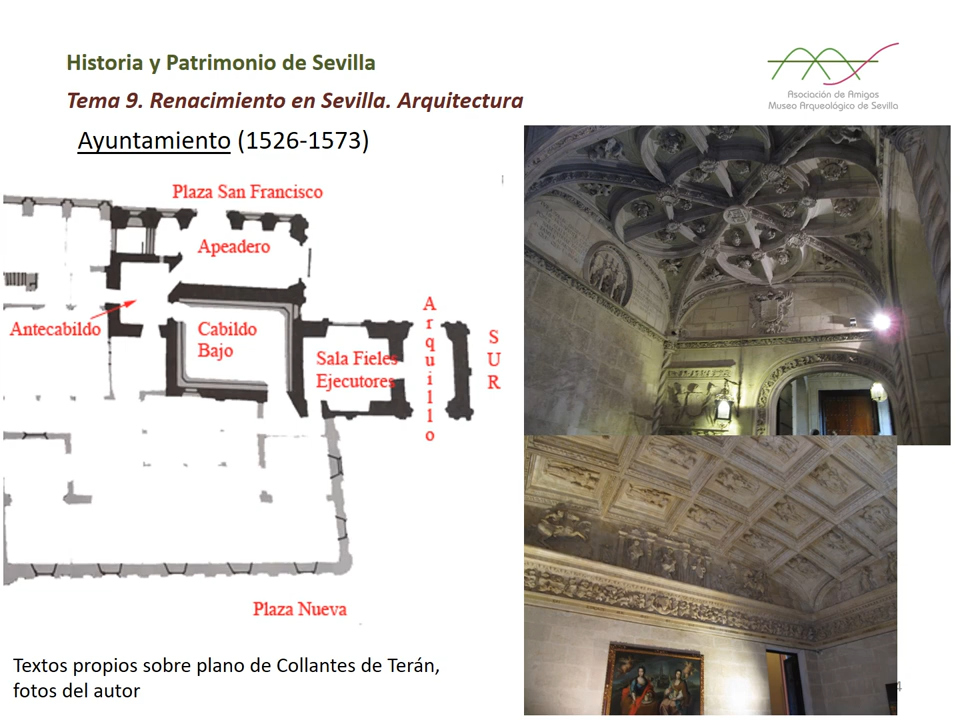 Historia y Patrimonio de Sevilla
Tema 9. Renacimiento en Sevilla. Arquitectura
Asociación de Amigos
Museo Arqueológico de Sevilla
Ayuntamiento (1526-1573)
Plaza San Francisco
Apeadero
Antecabildo
Cabildo
Bajo
Sala Fieles
Ejecutores
Arquillo
SUR
Plaza Nueva
Textos propios sobre plano de Collantes de Terán,
fotos del autor
4